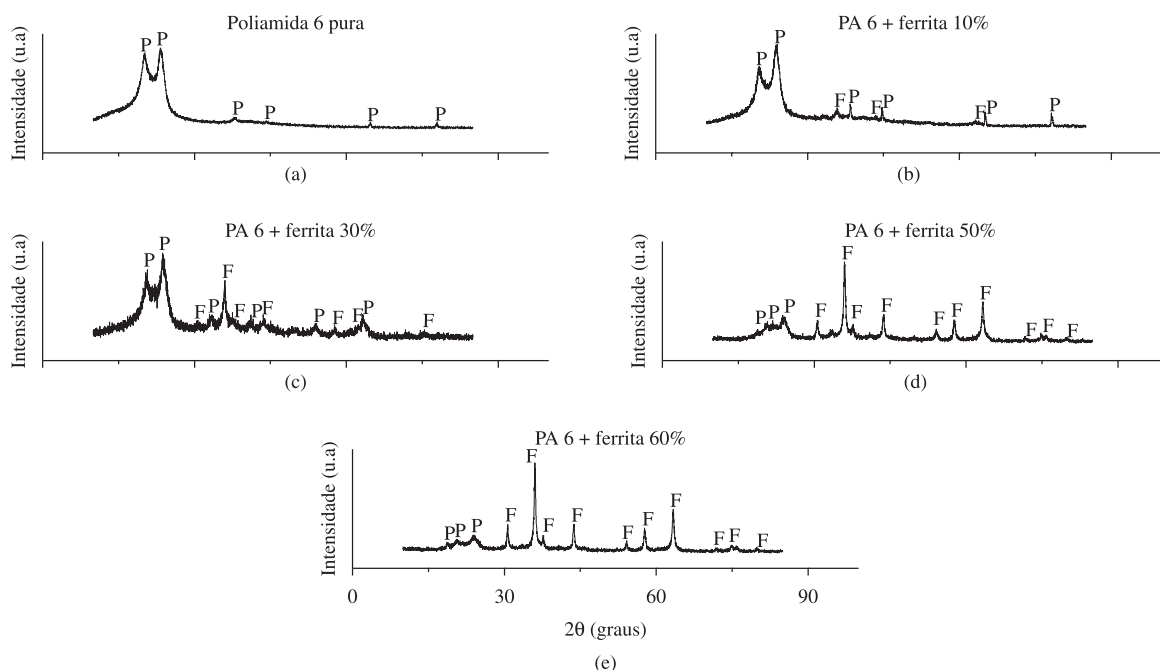 Poliamida 6 pura
Intensidade (u.a)
P P P P P P
(a)
PA 6 + ferrita 10%
Intensidade (u.a)
P P F P F P F P P
(b)
PA 6 + ferrita 30%
Intensidade (u.a)
P P F P F F P F P F F P F
(c)
PA 6 + ferrita 50%
Intensidade (u.a)
P P P F F F F F F F F F F
(d)
PA 6 + ferrita 60%
Intensidade (u.a)
P P P F F F F F F F F F F
0 30 60 90
2θ (graus)
(e)